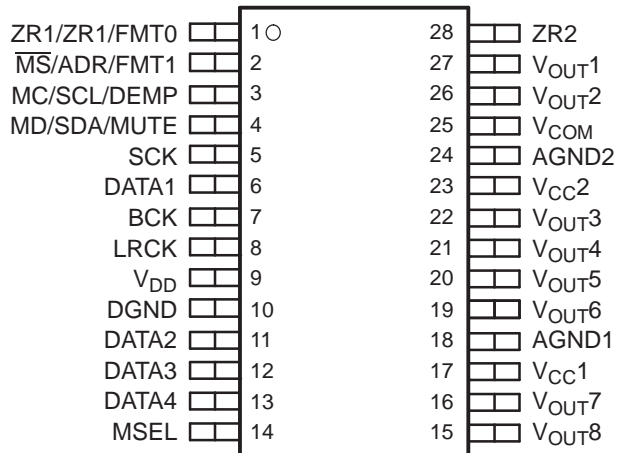 ZR1/ZR1/FMT0 1 28 ZR2
M̅S̅/ADR/FMT1 2 27 VOUT1
MC/SCL/DEMP 3 26 VOUT2
MD/SDA/MUTE 4 25 VCOM
SCK 5 24 AGND2
DATA1 6 23 VCC2
BCK 7 22 VOUT3
LRCK 8 21 VOUT4
VDD 9 20 VOUT5
DGND 10 19 VOUT6
DATA2 11 18 AGND1
DATA3 12 17 VCC1
DATA4 13 16 VOUT7
MSEL 14 15 VOUT8